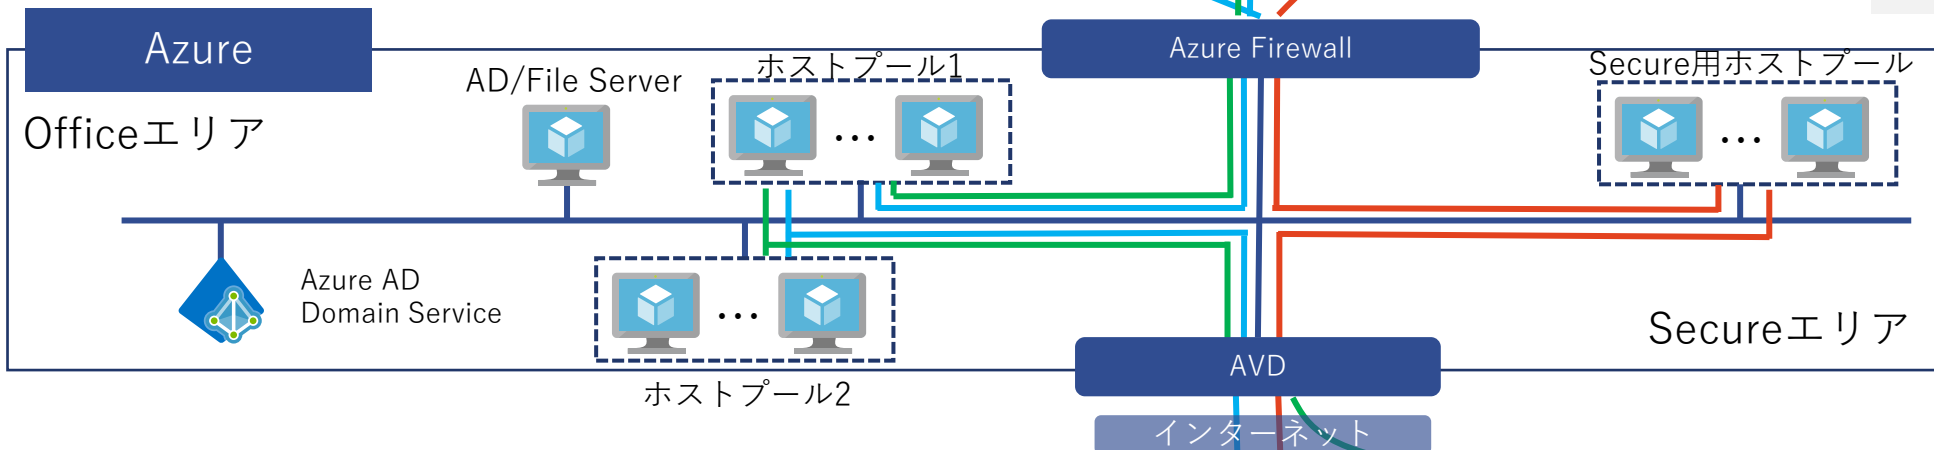 Azure
Azure Firewall
AD/File Server
ホストプール1
Secure用ホストプール
Officeエリア
Azure AD
Domain Service
Secureエリア
AVD
ホストプール2
インターネット